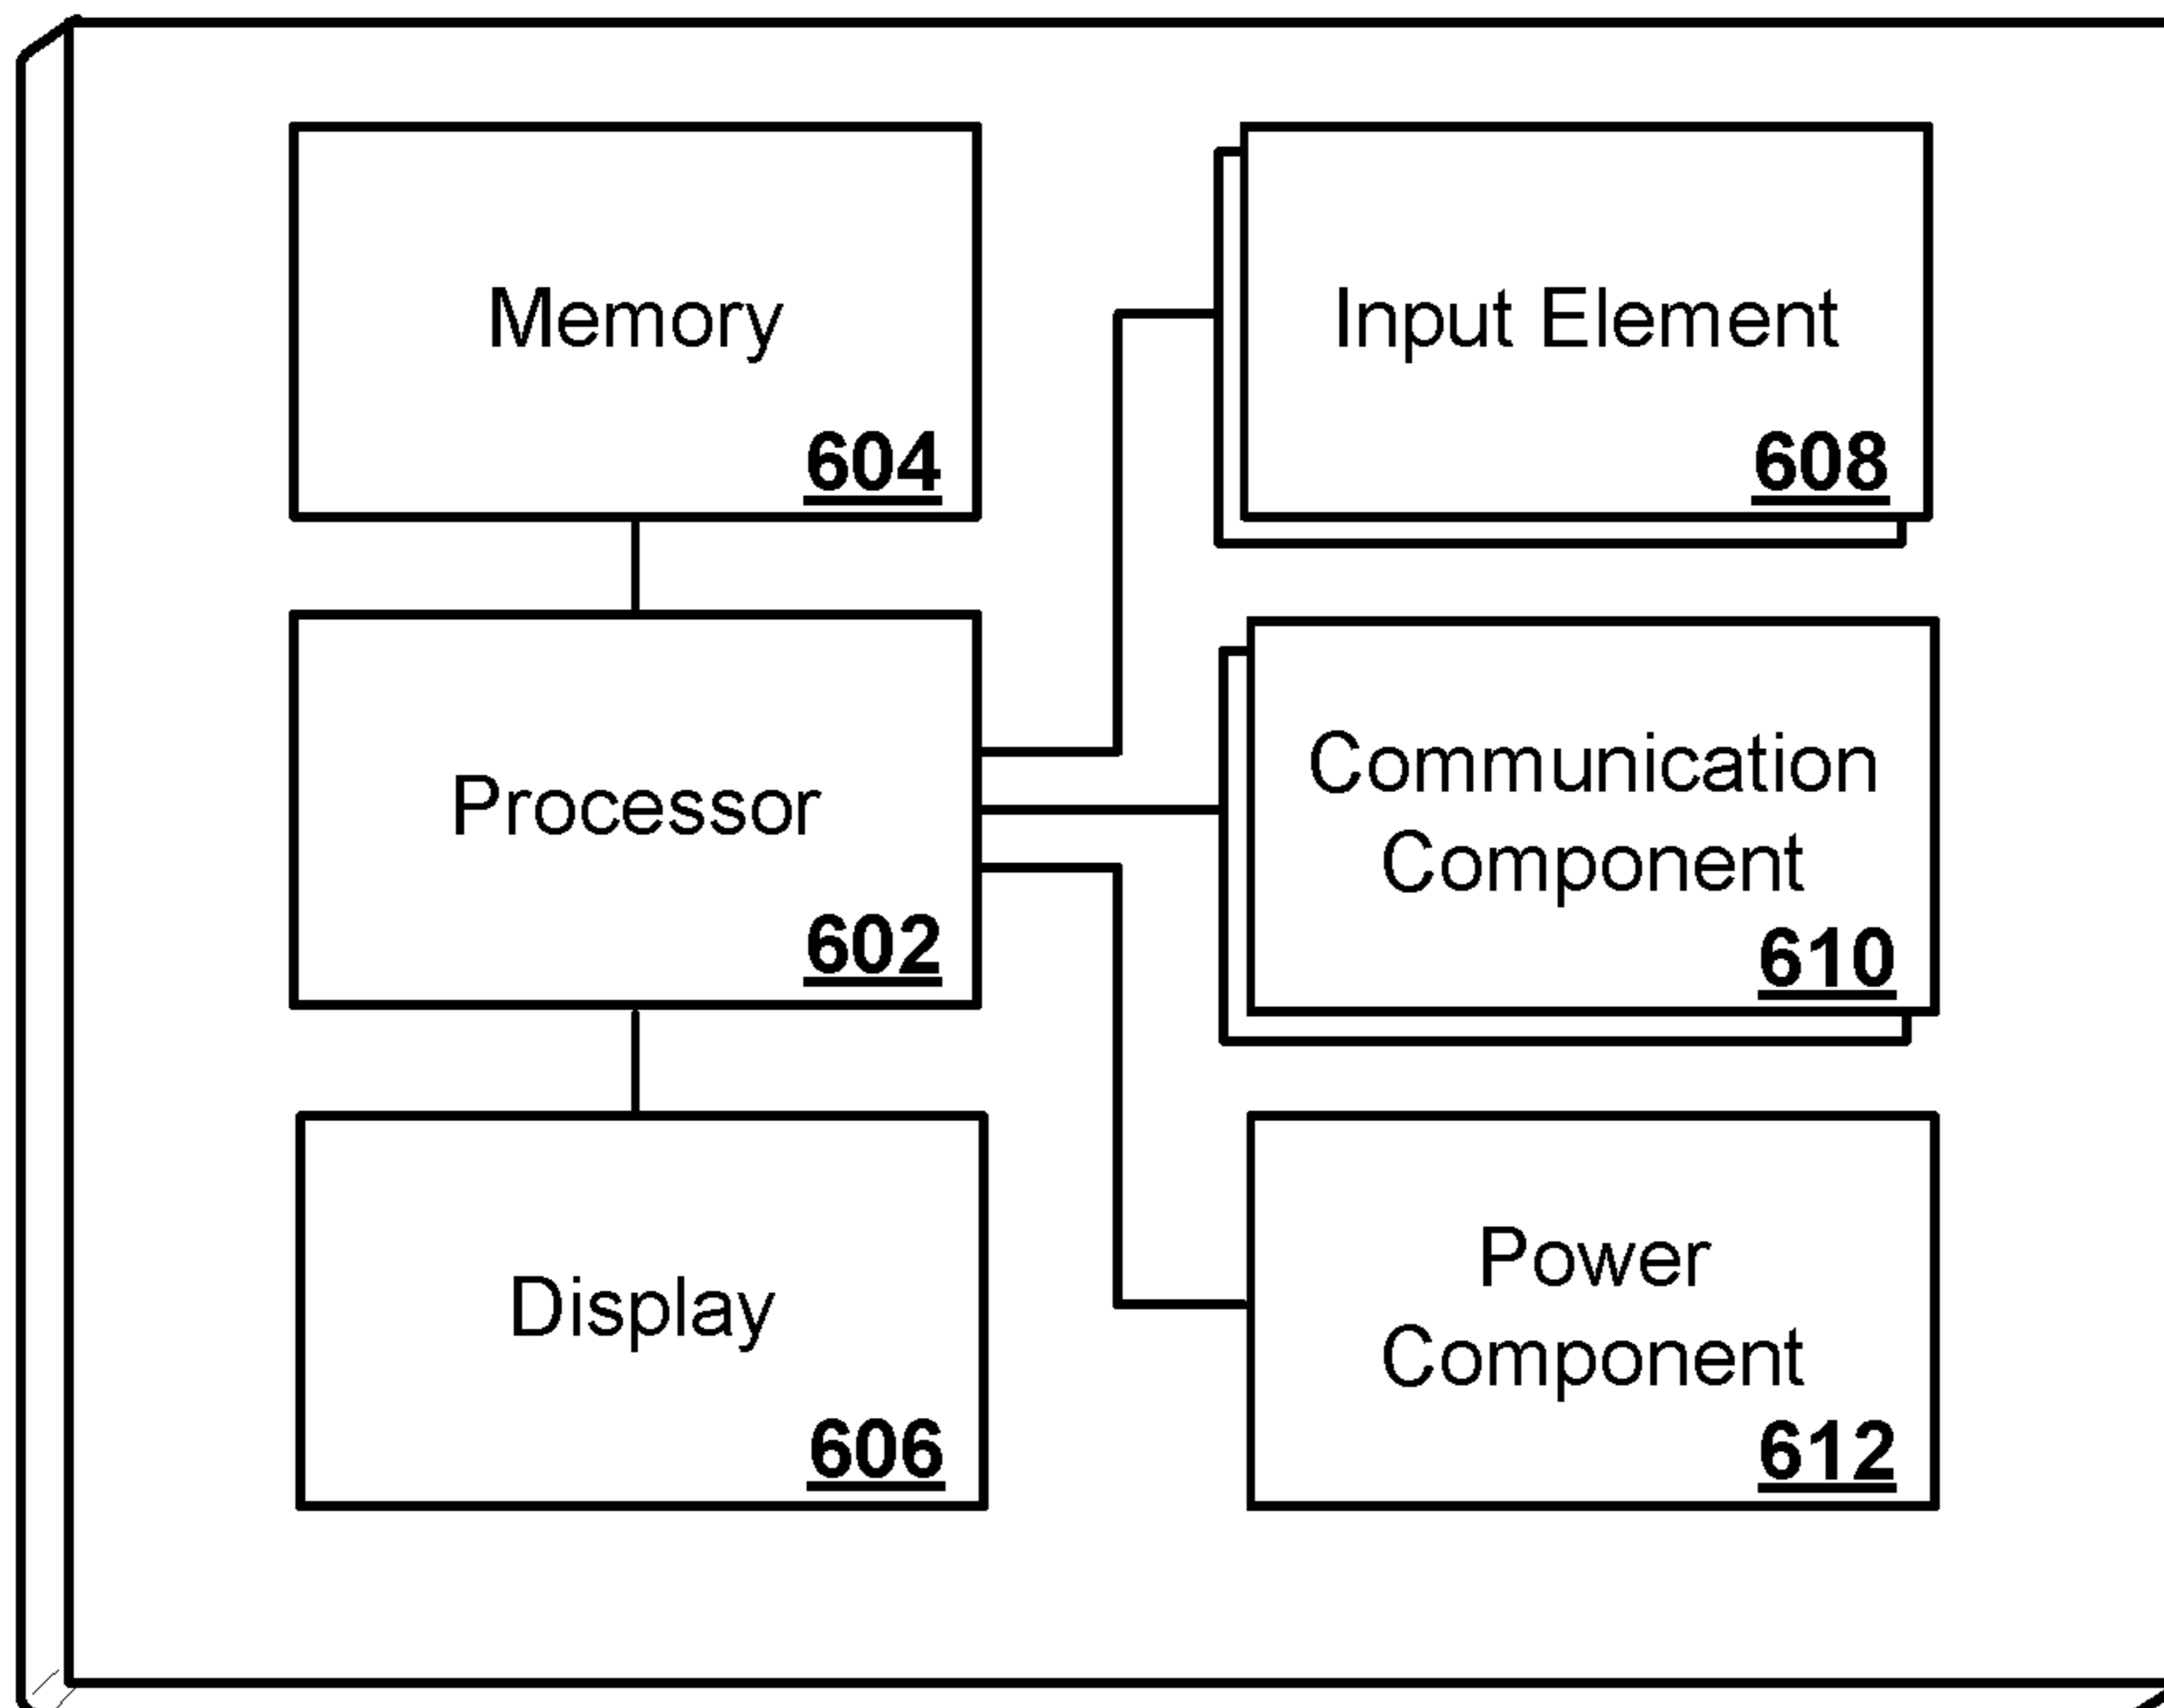 Memory
604
Input Element
608
Processor
602
Communication
Component
610
Display
606
Power
Component
612